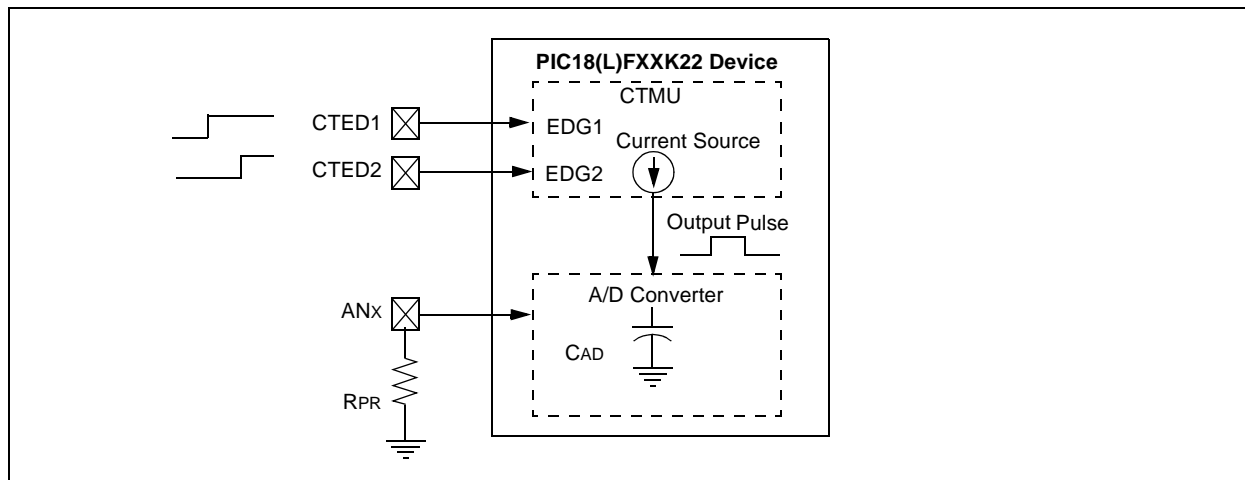 PIC18(L)FXXK22 Device
CTMU
CTED1
EDG1
Current Source
CTED2
EDG2
Output Pulse
A/D Converter
ANX
CAD
RPR